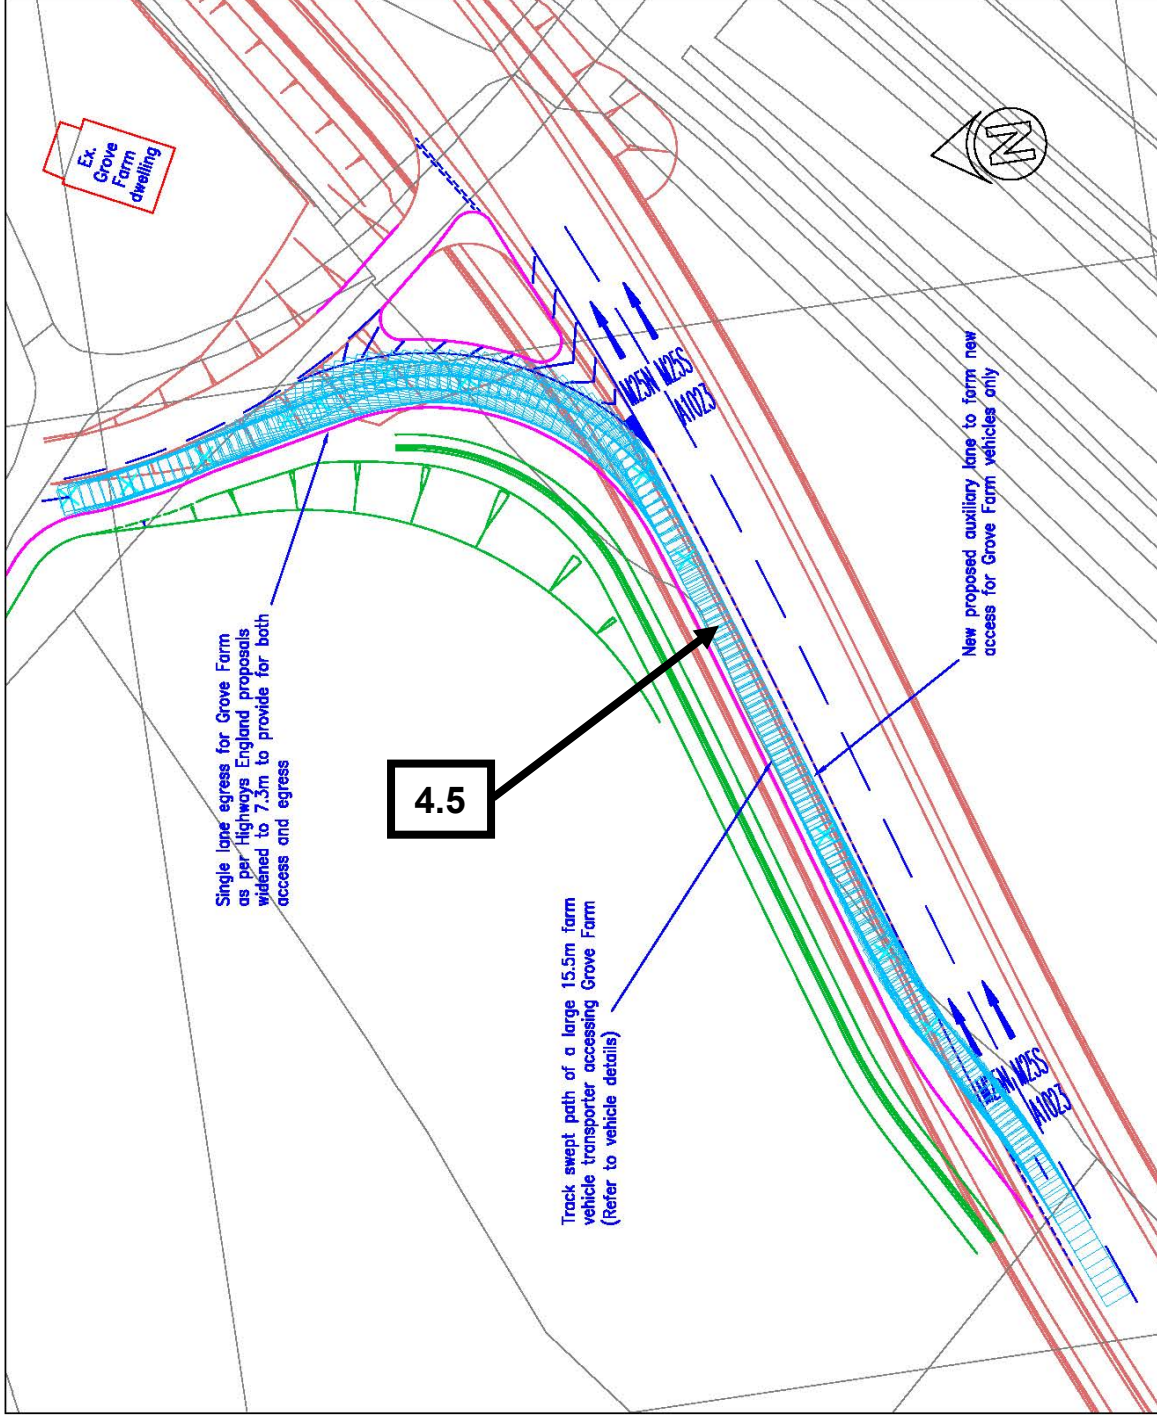 Ex.
Grove
Farm
dwelling
N
M25N M25S
A1023
Single lane egress for Grove Farm
as per Highways England proposals
widened to 7.3m to provide for both
access and egress
4.5
New proposed auxiliary lane to farm new
access for Grove Farm vehicles only
Track swept path of a large 15.5m farm
vehicle transporter accessing Grove Farm
(Refer to vehicle details)
M25N M25S
A1023